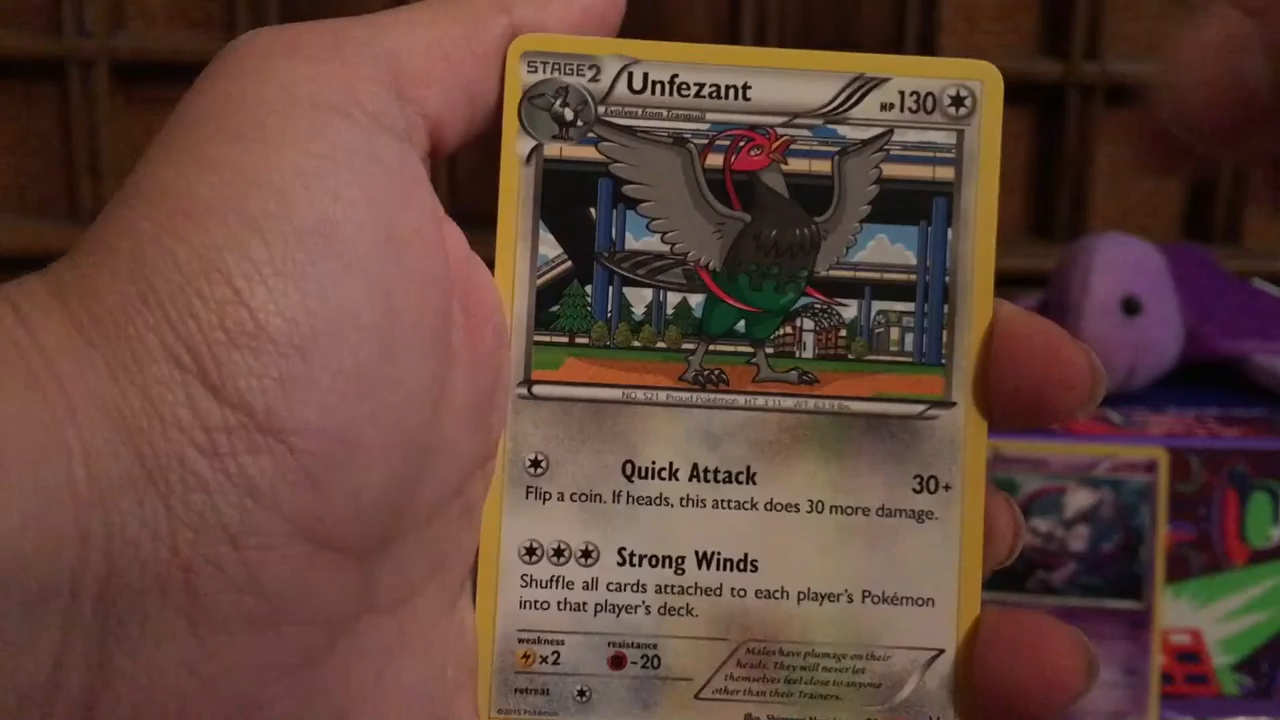 STAGE2 Unfezant HP130
Evolves from Tranquill
NO. 521 Proud Pokémon HT 3'11" WT 63.9 lbs.
Quick Attack 30+
Flip a coin. If heads, this attack does 30 more damage.
Strong Winds
Shuffle all cards attached to each player's Pokémon
into that player's deck.
weakness resistance
×2 -20
retreat
Males have plumage on their
heads. They will never let
themselves feel close to anyone
other than their Trainers.
©2015 Pokémon